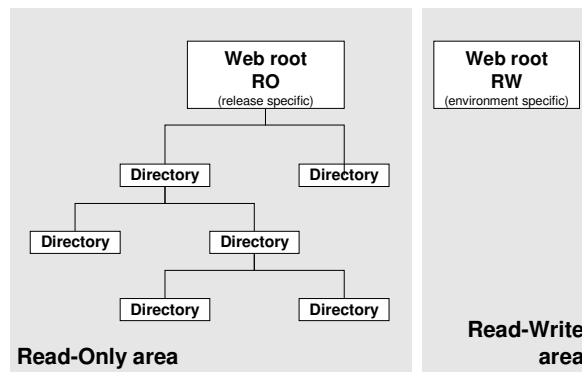 Web root
RO
(release specific)
Directory
Directory
Directory
Directory
Directory
Directory
Read-Only area
Web root
RW
(environment specific)
Read-Write
area